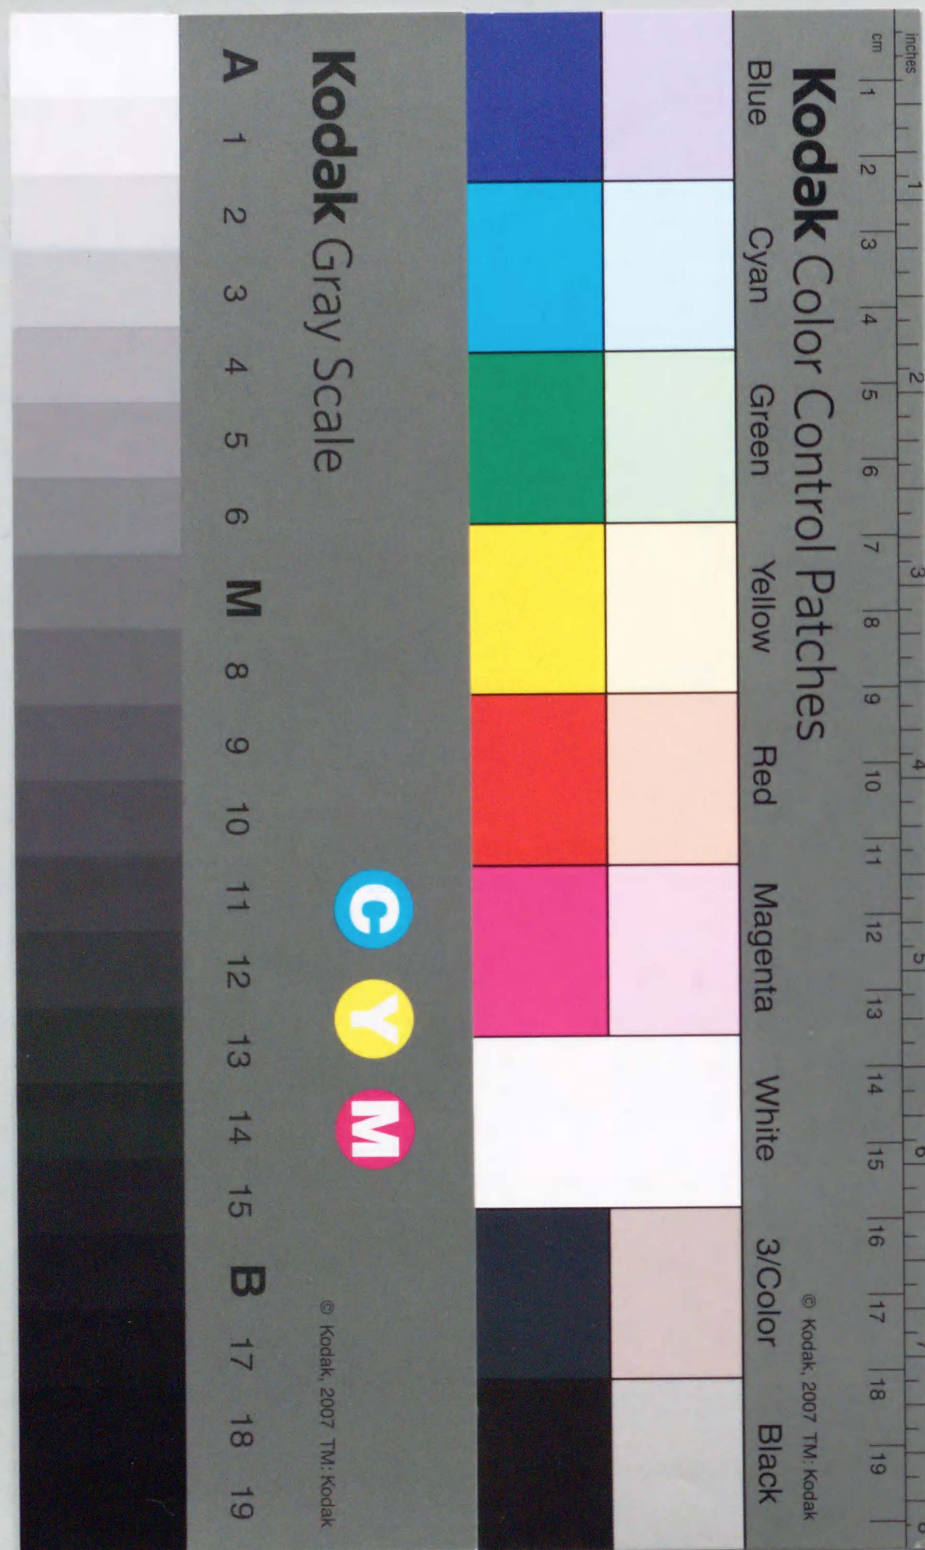 inches 1 2 3 4 5 6 7 8
cm 1 2 3 4 5 6 7 8 9 10 11 12 13 14 15 16 17 18 19
Kodak Color Control Patches © Kodak, 2007 TM: Kodak
Blue Cyan Green Yellow Red Magenta White 3/Color Black
C Y M
Kodak Gray Scale © Kodak, 2007 TM: Kodak
A 1 2 3 4 5 6 M 8 9 10 11 12 13 14 15 B 17 18 19